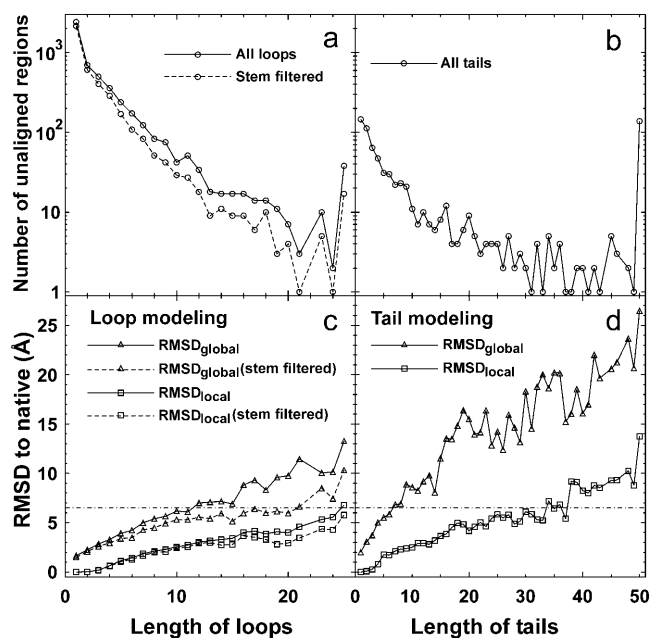 Number of unaligned regions
10³
10²
10
1
a
All loops
Stem filtered
b
All tails
RMSD to native (Å)
25
20
15
10
5
0
Loop modeling
c
RMSDglobal
RMSDglobal(stem filtered)
RMSDlocal
RMSDlocal(stem filtered)
Tail modeling
d
RMSDglobal
RMSDlocal
0 10 20
0 10 20 30 40 50
Length of loops
Length of tails